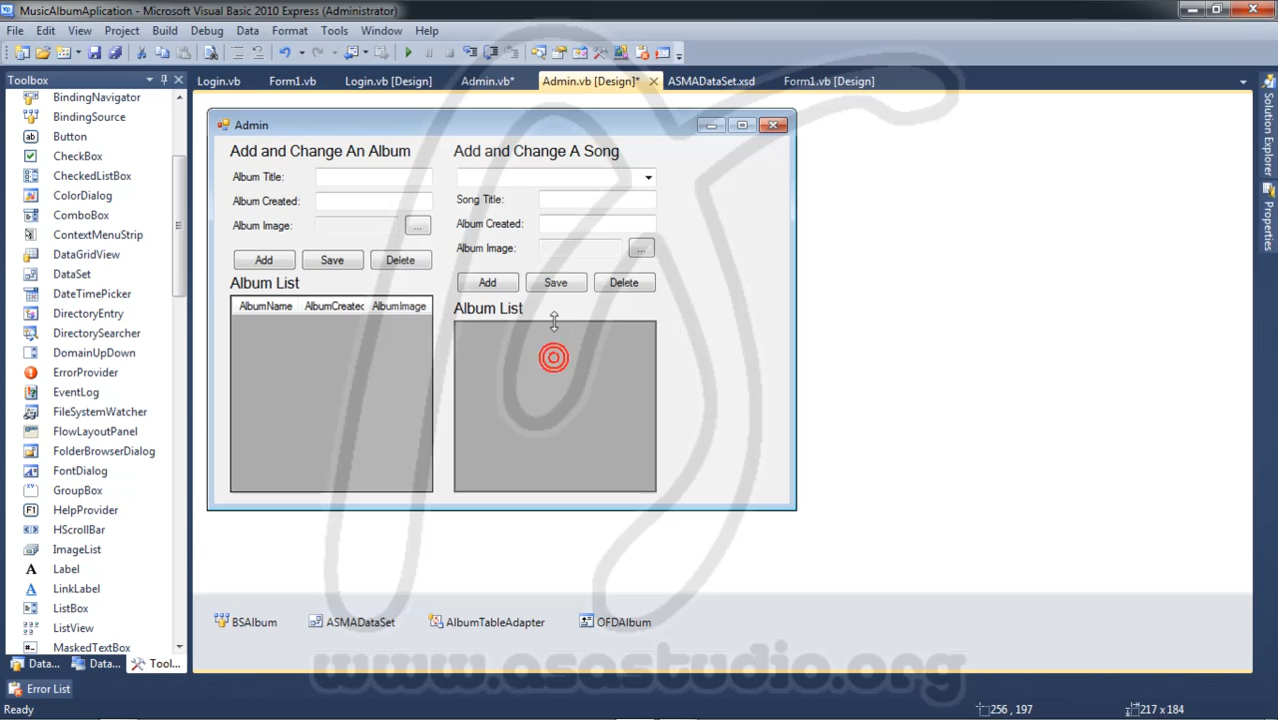 MusicAlbumAplication - Microsoft Visual Basic 2010 Express (Administrator)
File Edit View Project Build Debug Data Format Tools Window Help
Toolbox
Login.vb Form1.vb Login.vb [Design] Admin.vb* Admin.vb [Design]* ASMADataSet.xsd Form1.vb [Design]
BindingNavigator
BindingSource
Button
CheckBox
CheckedListBox
ColorDialog
ComboBox
ContextMenuStrip
DataGridView
DataSet
DateTimePicker
DirectoryEntry
DirectorySearcher
DomainUpDown
ErrorProvider
EventLog
FileSystemWatcher
FlowLayoutPanel
FolderBrowserDialog
FontDialog
GroupBox
HelpProvider
HScrollBar
ImageList
Label
LinkLabel
ListBox
ListView
MaskedTextBox
Data... Data... Tool...
Admin
Add and Change An Album
Album Title:
Album Created:
Album Image: ...
Add Save Delete
Album List
AlbumName AlbumCreated AlbumImage
Add and Change A Song
Song Title:
Album Created:
Album Image: ...
Add Save Delete
Album List
BSAlbum ASMADataSet AlbumTableAdapter OFDAlbum
Solution Explorer
Properties
www.asastudio.org
Error List
Ready 256 , 197 217 x 184